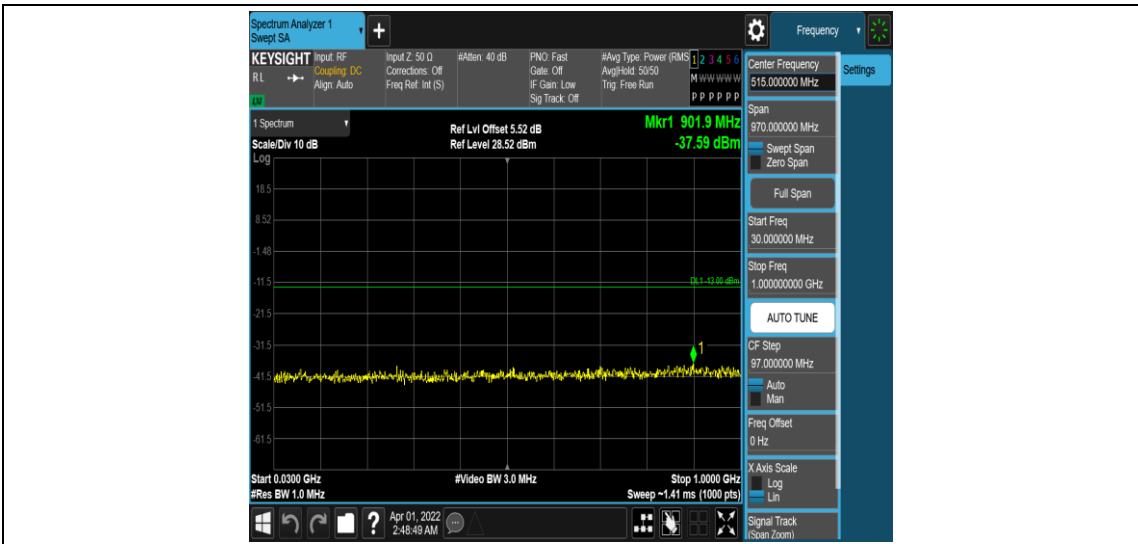 Spectrum Analyzer 1
Swept SA
Frequency
KEYSIGHT
RL
LXI
Input: RF
Coupling: DC
Align: Auto
Input Z: 50 Ω
Corrections: Off
Freq Ref: Int (S)
#Atten: 40 dB
PNO: Fast
Gate: Off
IF Gain: Low
Sig Track: Off
#Avg Type: Power (RMS
Avg|Hold: 50/50
Trig: Free Run
1 2 3 4 5 6
M W W W W W
P P P P P P
1 Spectrum
Scale/Div 10 dB
Ref Lvl Offset 5.52 dB
Ref Level 28.52 dBm
Mkr1 901.9 MHz
-37.59 dBm
Log
18.5
8.52
-1.48
-11.5
DL1 -13.00 dBm
-21.5
-31.5
1
-41.5
-51.5
-61.5
Start 0.0300 GHz
#Res BW 1.0 MHz
#Video BW 3.0 MHz
Stop 1.0000 GHz
Sweep ~1.41 ms (1000 pts)
Apr 01, 2022
2:48:49 AM
Center Frequency
515.000000 MHz
Settings
Span
970.000000 MHz
Swept Span
Zero Span
Full Span
Start Freq
30.000000 MHz
Stop Freq
1.000000000 GHz
AUTO TUNE
CF Step
97.000000 MHz
Auto
Man
Freq Offset
0 Hz
X Axis Scale
Log
Lin
Signal Track
(Span Zoom)